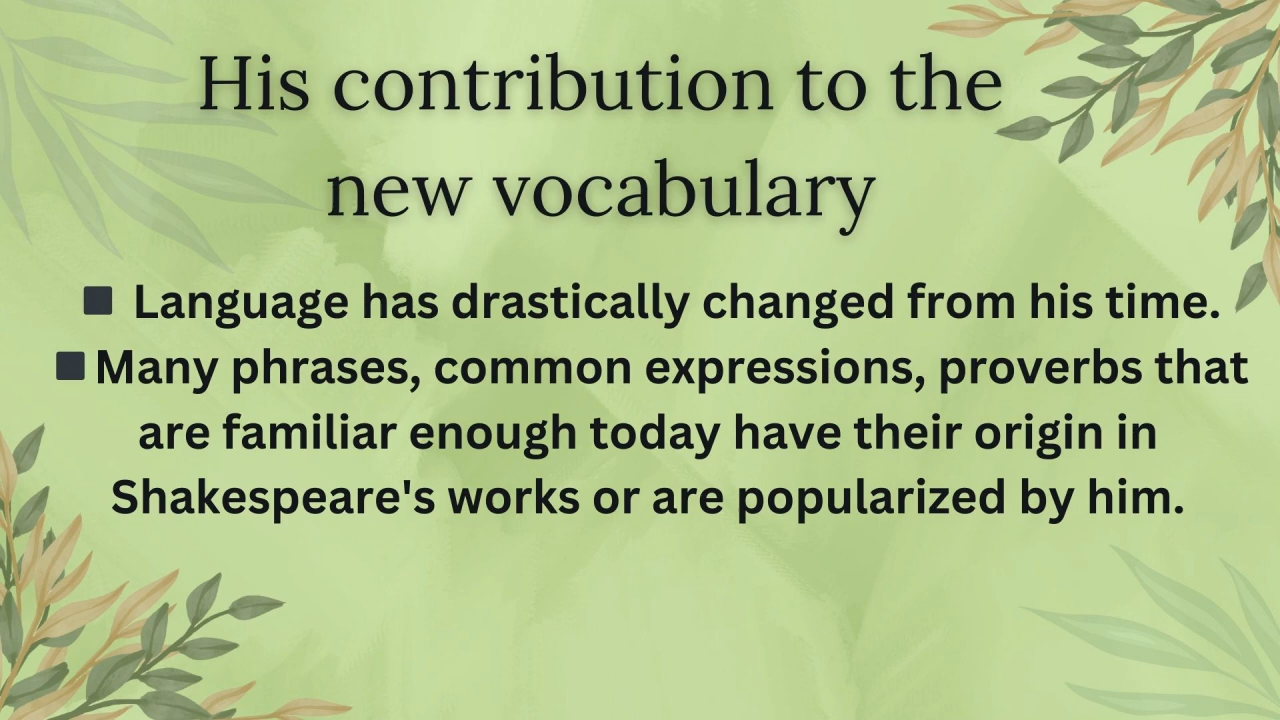 His contribution to the
new vocabulary
Language has drastically changed from his time.
Many phrases, common expressions, proverbs that
are familiar enough today have their origin in
Shakespeare's works or are popularized by him.